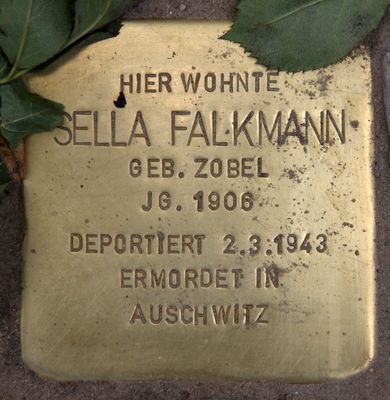 HIER WOHNTE
SELLA FALKMANN
GEB. ZOBEL
JG. 1906
DEPORTIERT 2.3.1943
ERMORDET IN
AUSCHWITZ